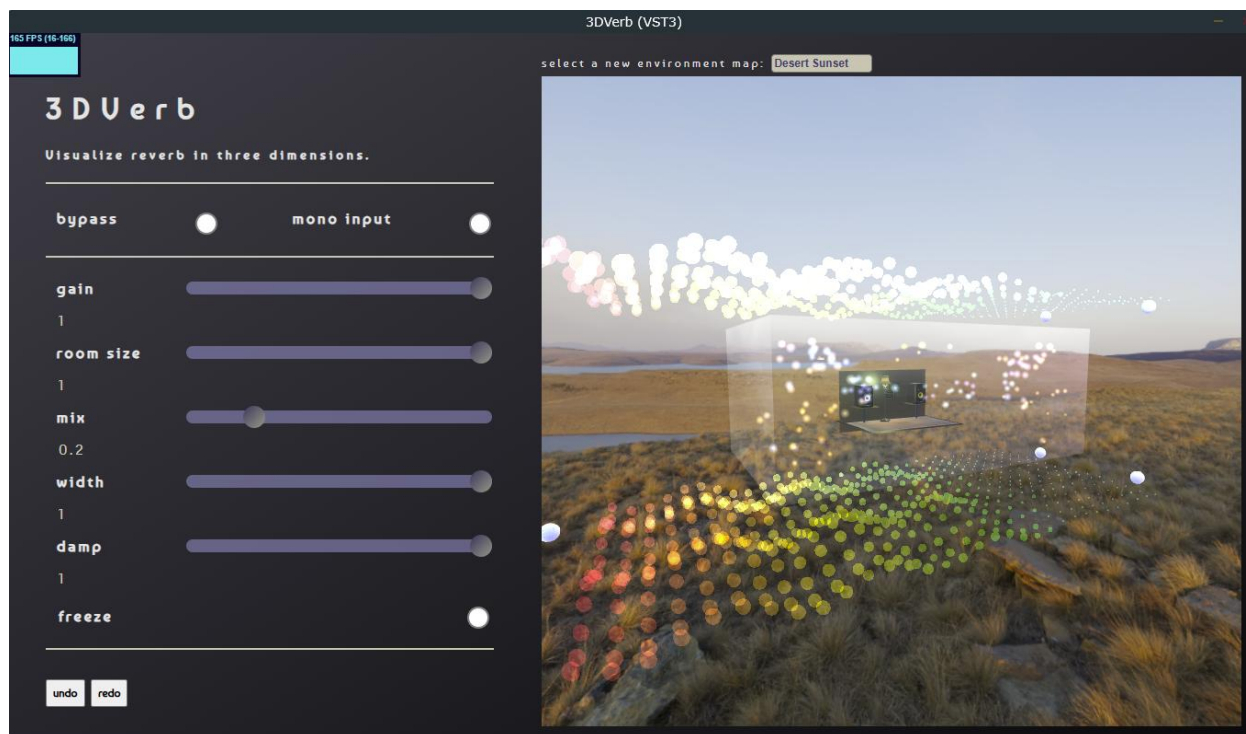 3DVerb (VST3)
165 FPS (16-166)
select a new environment map: Desert Sunset
3DVerb
Visualize reverb in three dimensions.
bypass mono input
gain
1
room size
1
mix
0.2
width
1
damp
1
freeze
undo redo